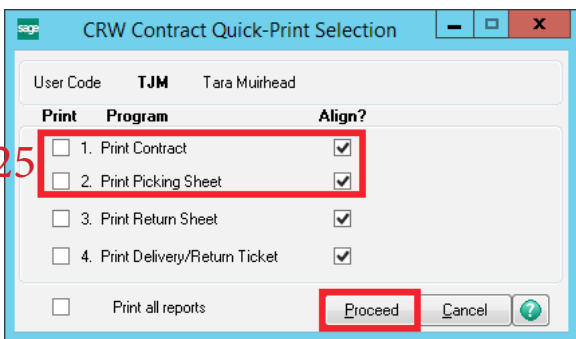 sage CRW Contract Quick-Print Selection
User Code TJM Tara Muirhead
Print Program Align?
1. Print Contract
25
2. Print Picking Sheet
3. Print Return Sheet
4. Print Delivery/Return Ticket
Print all reports Proceed Cancel ?